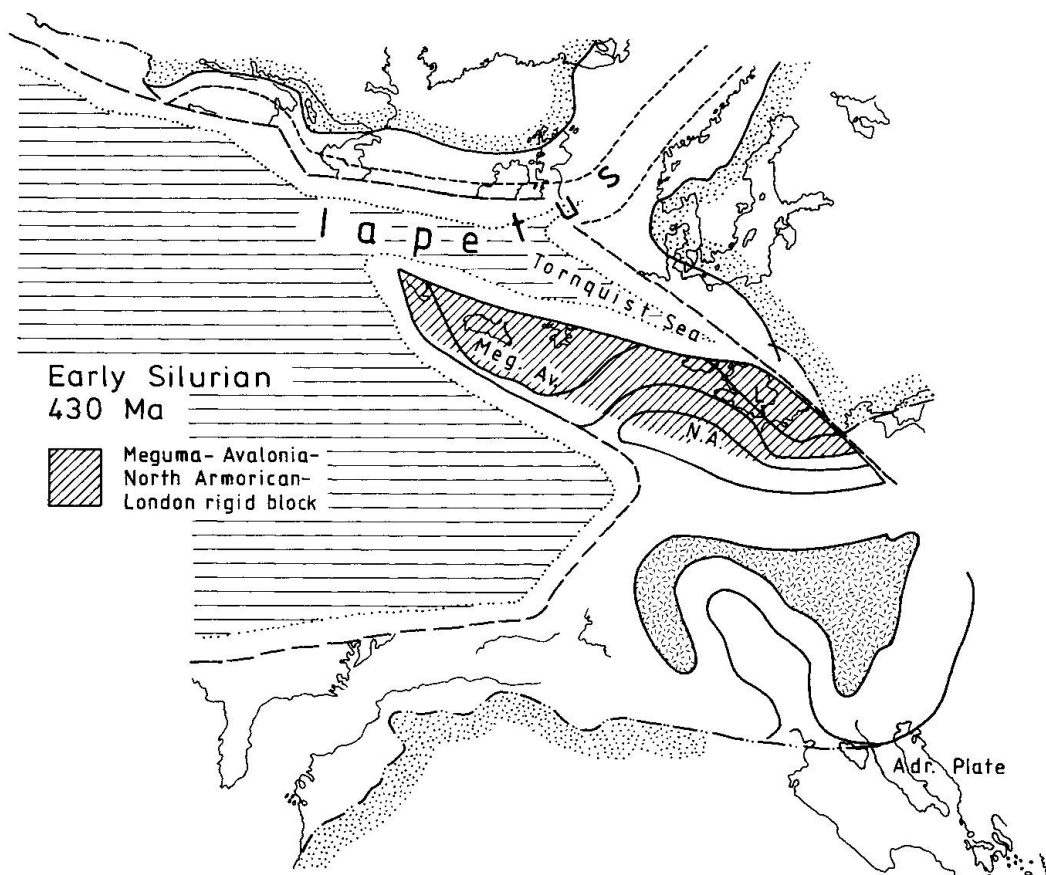 Iapetus
Tornquist Sea
Meg. Av.
N.A.
Early Silurian
430 Ma
Meguma-Avalonia-
North Armorican-
London rigid block
Adr. Plate